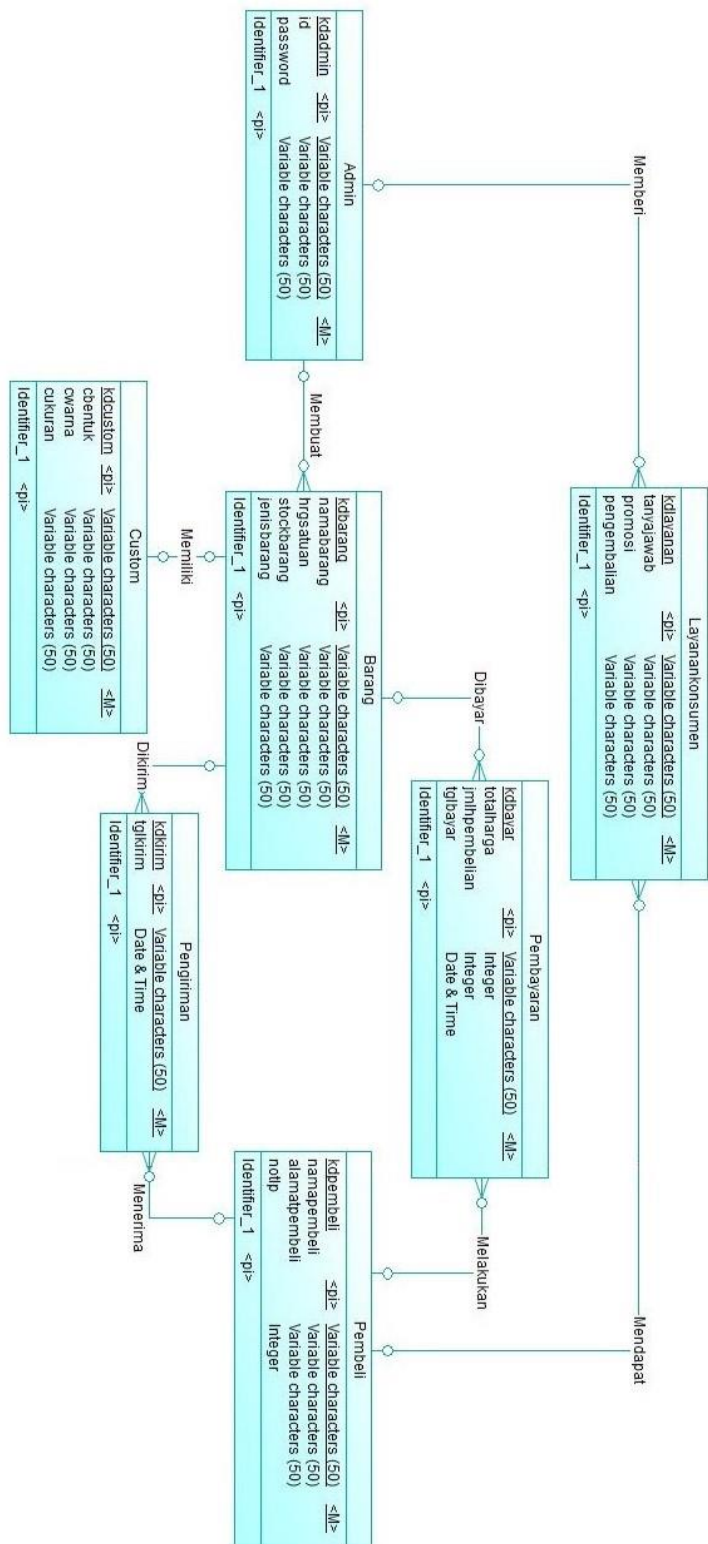 Layanankonsumen
kdlayanan <pi> Variable characters (50) <M>
tanyajawab Variable characters (50)
promosi Variable characters (50)
pengembalian Variable characters (50)
Identifier_1 <pi>
Memberi
Mendapat
Pembayaran
kdbayar <pi> Variable characters (50) <M>
totalharga Integer
jmlhpembelian Integer
tglbayar Date & Time
Identifier_1 <pi>
Dibayar
Melakukan
Admin
kdadmin <pi> Variable characters (50) <M>
id Variable characters (50)
password Variable characters (50)
Identifier_1 <pi>
Membuat
Barang
kdbarang <pi> Variable characters (50) <M>
namabarang Variable characters (50)
hrgsatuan Variable characters (50)
stockbarang Variable characters (50)
jenisbarang Variable characters (50)
Identifier_1 <pi>
Pembeli
kdpembeli <pi> Variable characters (50) <M>
namapembeli Variable characters (50)
alamatpembeli Variable characters (50)
notlp Integer
Identifier_1 <pi>
Memiliki
Dikirim
Menerima
Custom
kdcustom <pi> Variable characters (50) <M>
cbentuk Variable characters (50)
cwarna Variable characters (50)
cukuran Variable characters (50)
Identifier_1 <pi>
Pengiriman
kdkirim <pi> Variable characters (50) <M>
tglkirim Date & Time
Identifier_1 <pi>